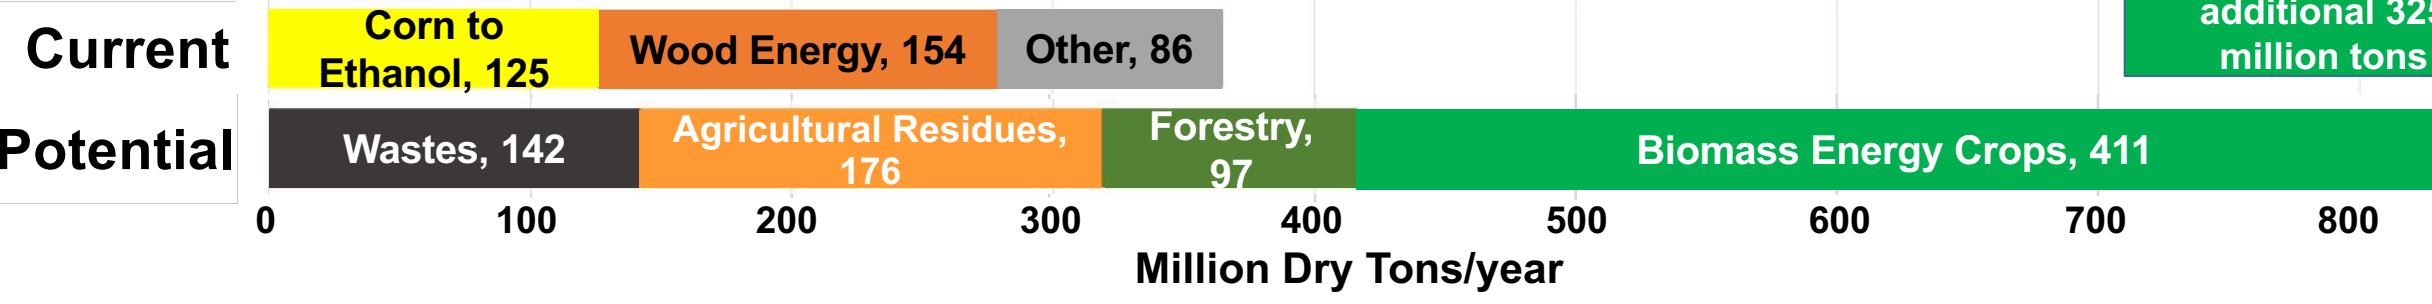 additional 325
million tons
Current
Corn to
Ethanol, 125
Wood Energy, 154
Other, 86
Potential
Wastes, 142
Agricultural Residues,
176
Forestry,
97
Biomass Energy Crops, 411
0 100 200 300 400 500 600 700 800
Million Dry Tons/year